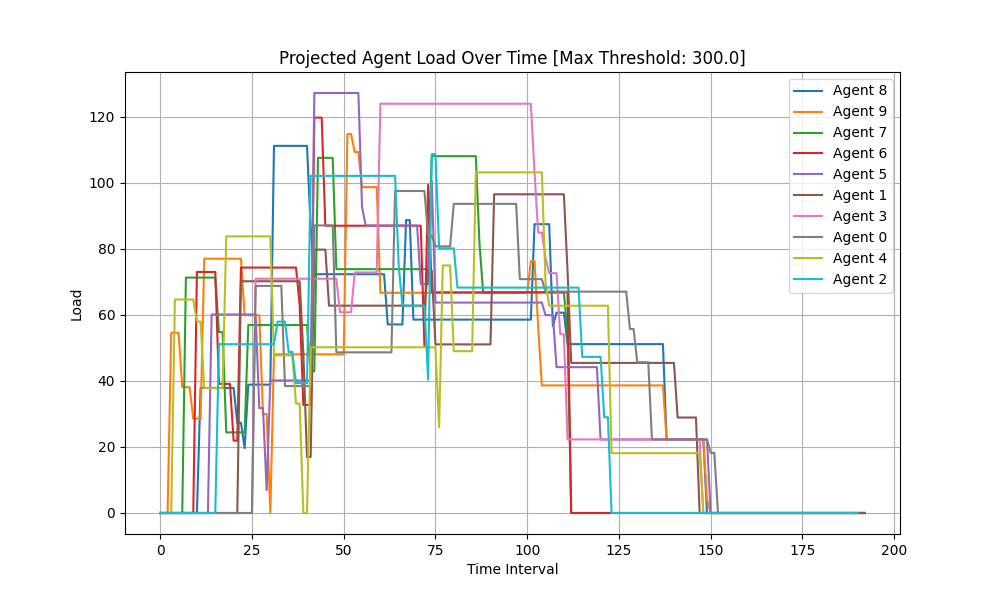 Projected Agent Load Over Time [Max Threshold: 300.0]
Load
120
100
80
60
40
20
0
0 25 50 75 100 125 150 175 200
Time Interval
Agent 8
Agent 9
Agent 7
Agent 6
Agent 5
Agent 1
Agent 3
Agent 0
Agent 4
Agent 2